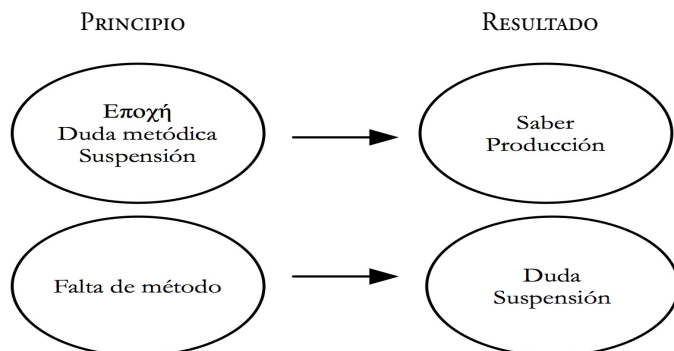 Principio
Resultado
Εποχή
Duda metódica
Suspensión
Saber
Producción
Falta de método
Duda
Suspensión